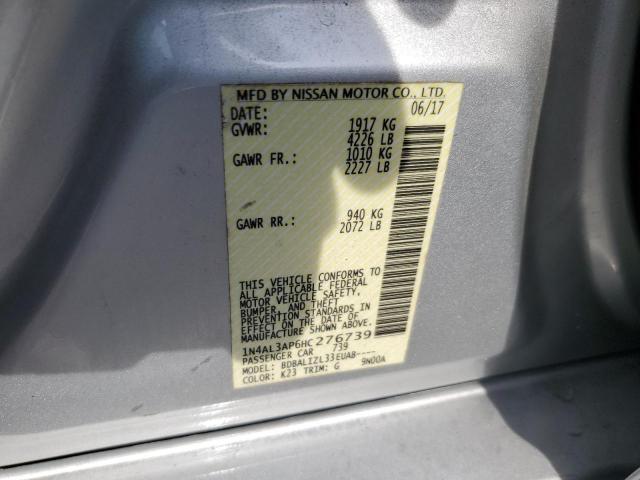 MFD BY NISSAN MOTOR CO., LTD.
DATE: 06/17
GVWR: 1917 KG
4226 LB
GAWR FR.: 1010 KG
2227 LB
GAWR RR.: 940 KG
2072 LB
THIS VEHICLE CONFORMS TO
ALL APPLICABLE FEDERAL
MOTOR VEHICLE SAFETY,
BUMPER, AND THEFT
PREVENTION STANDARDS IN
EFFECT ON THE DATE OF
MANUFACTURE SHOWN ABOVE.
1N4AL3AP6HC276739
PASSENGER CAR 739
MODEL: BDBALIZL33EUAB----
COLOR: K23 TRIM: G 9N00A